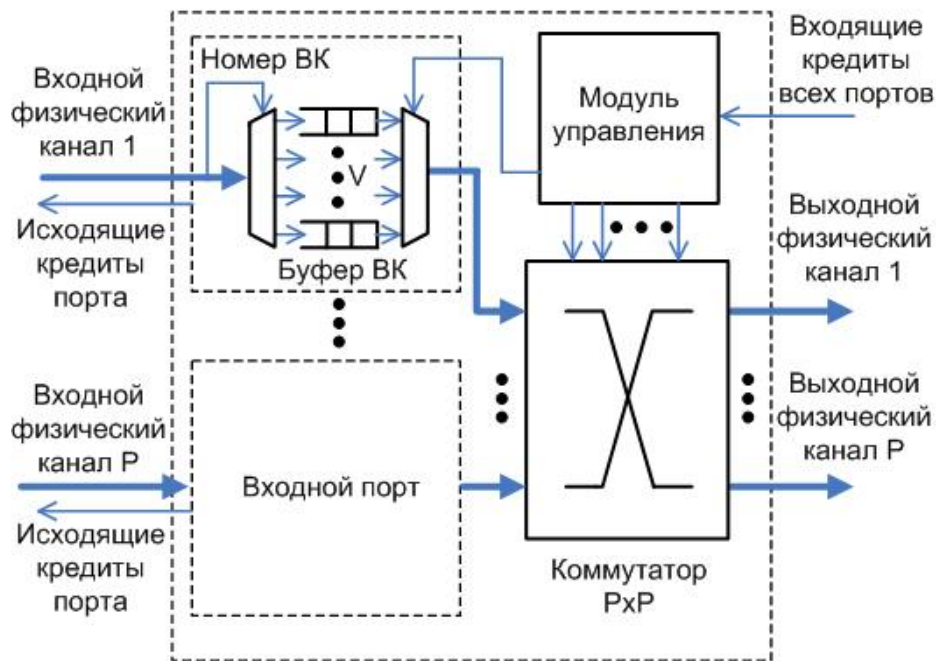 Входной
физический
канал 1
Исходящие
кредиты
порта
Номер ВК
V
Буфер ВК
Модуль
управления
Входящие
кредиты
всех портов
Выходной
физический
канал 1
Входной
физический
канал P
Исходящие
кредиты
порта
Входной порт
Коммутатор
PxP
Выходной
физический
канал P